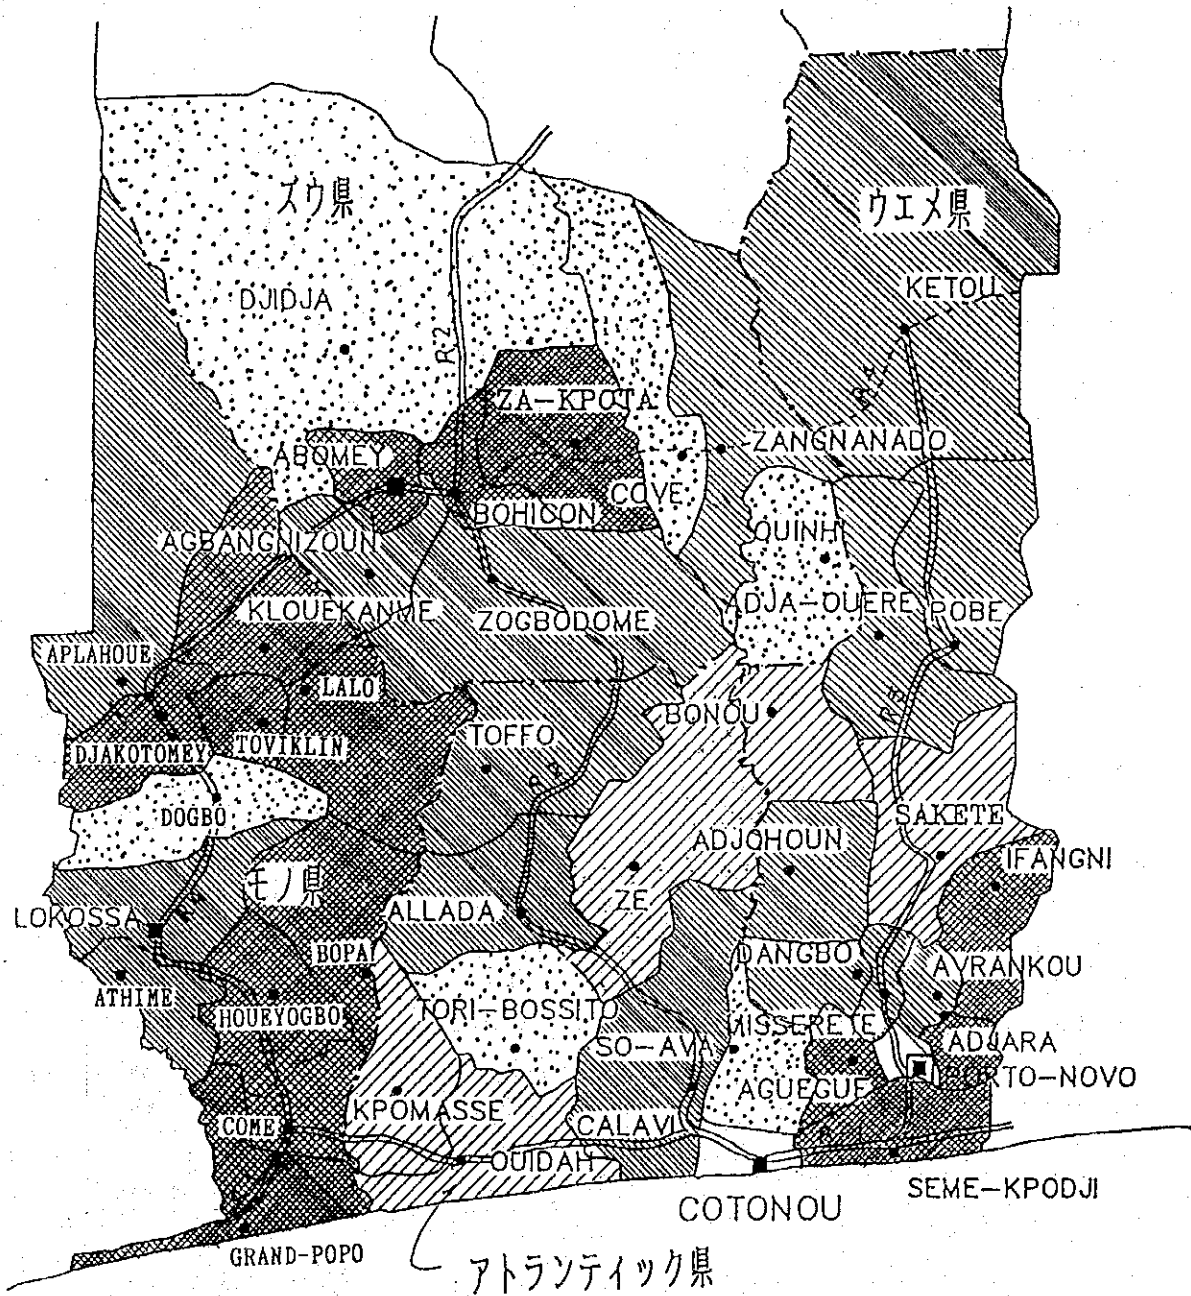 ズウ県
ウエメ県
DJIDJA
KETOU
R.2
ZA-KPOTA
ABOMEY
ZANGNANADO
COVE
BOHICON
OUINHI
AGBANGNIZOUN
KLOUEKANME
ZOGBODOME
ADJA-OUERE
POBE
APLAHOUE
LALO
BONOU
DJAKOTOMEY
TOVIKLIN
TOFFO
DOGBO
ADJOHOUN
SAKETE
IFANGNI
モノ県
ZE
LOKOSSA
ALLADA
BOPA
DANGBO
AVRANKOU
ATHIME
HOUEYOGBO
TORI-BOSSITO
MISSERETE
SO-AVA
ADJARA
AGUEGUE
PORTO-NOVO
KPOMASSE
COME
CALAVI
OUIDAH
SEME-KPODJI
COTONOU
GRAND-POPO
アトランティック県